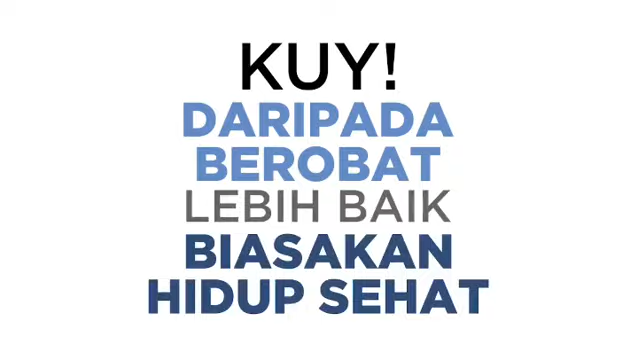 KUY!
DARIPADA
BEROBAT
LEBIH BAIK
BIASAKAN
HIDUP SEHAT